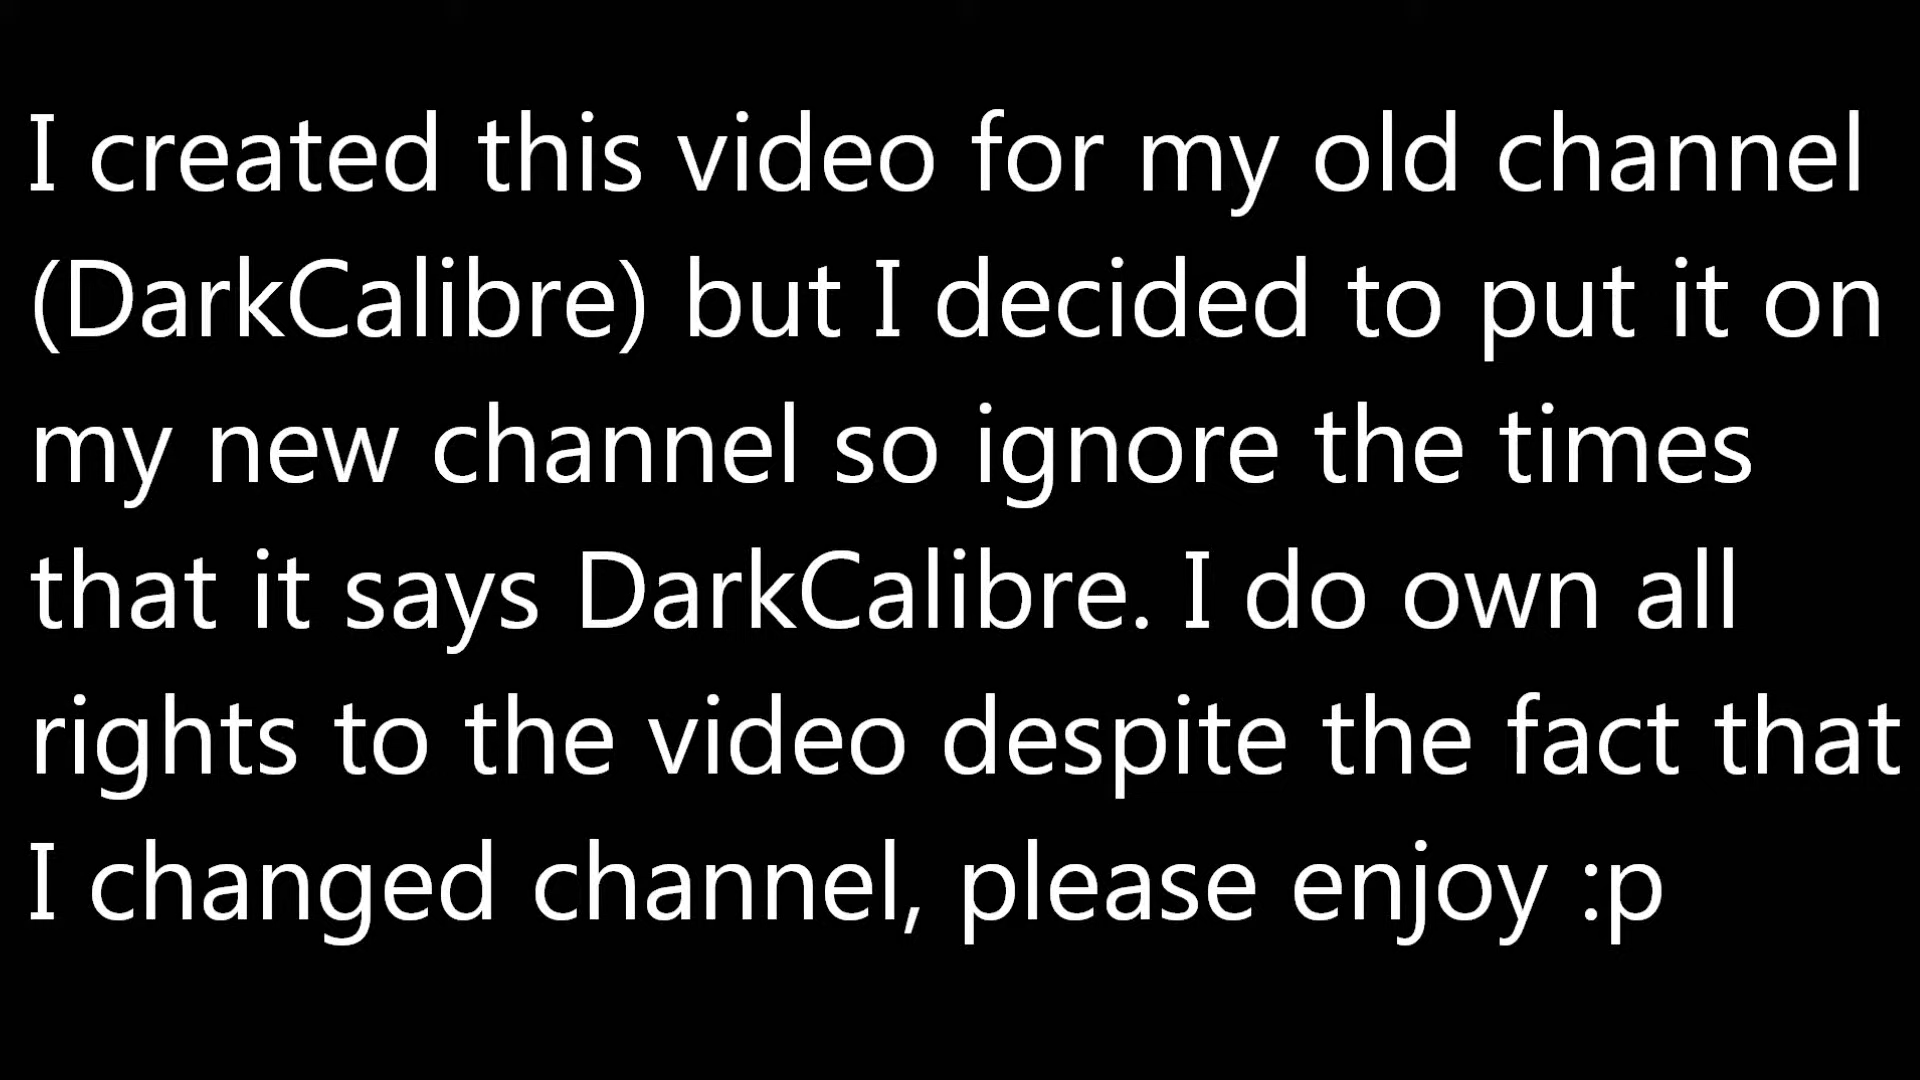 I created this video for my old channel
(DarkCalibre) but I decided to put it on
my new channel so ignore the times
that it says DarkCalibre. I do own all
rights to the video despite the fact that
I changed channel, please enjoy :p